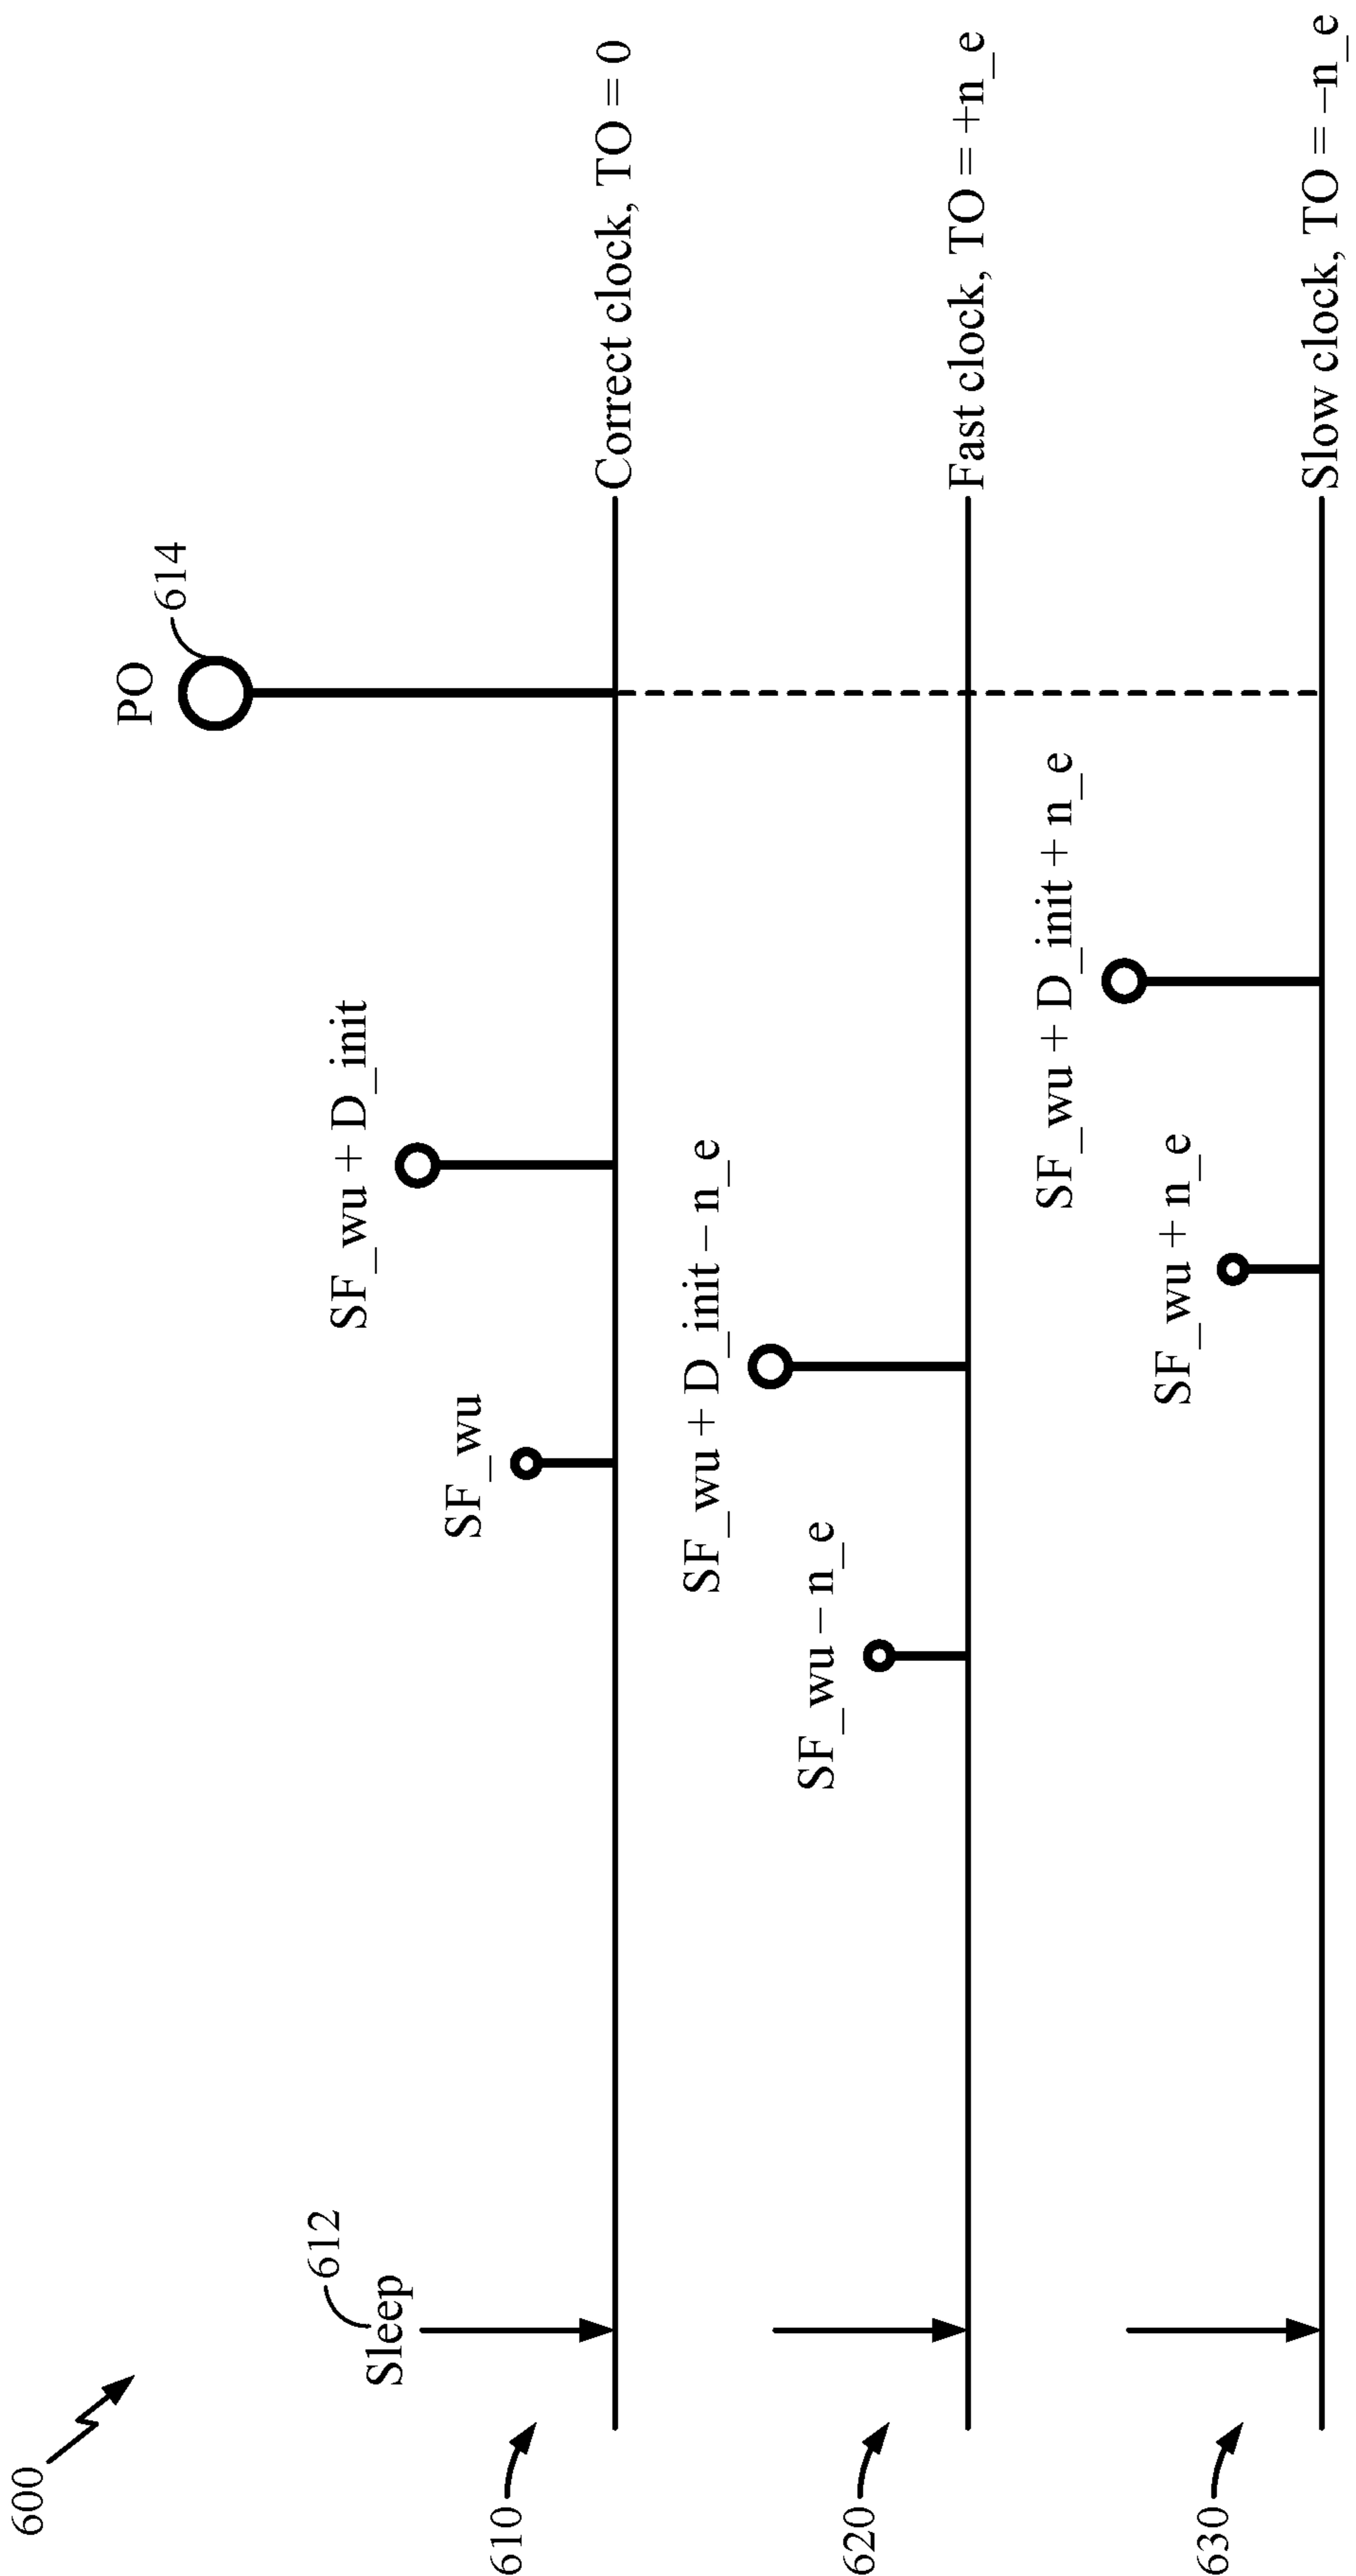 600
PO
614
612
Sleep
SF_wu
SF_wu + D_init
610
Correct clock, TO = 0
SF_wu – n_e
SF_wu + D_init – n_e
620
Fast clock, TO = +n_e
SF_wu + n_e
SF_wu + D_init + n_e
630
Slow clock, TO = –n_e